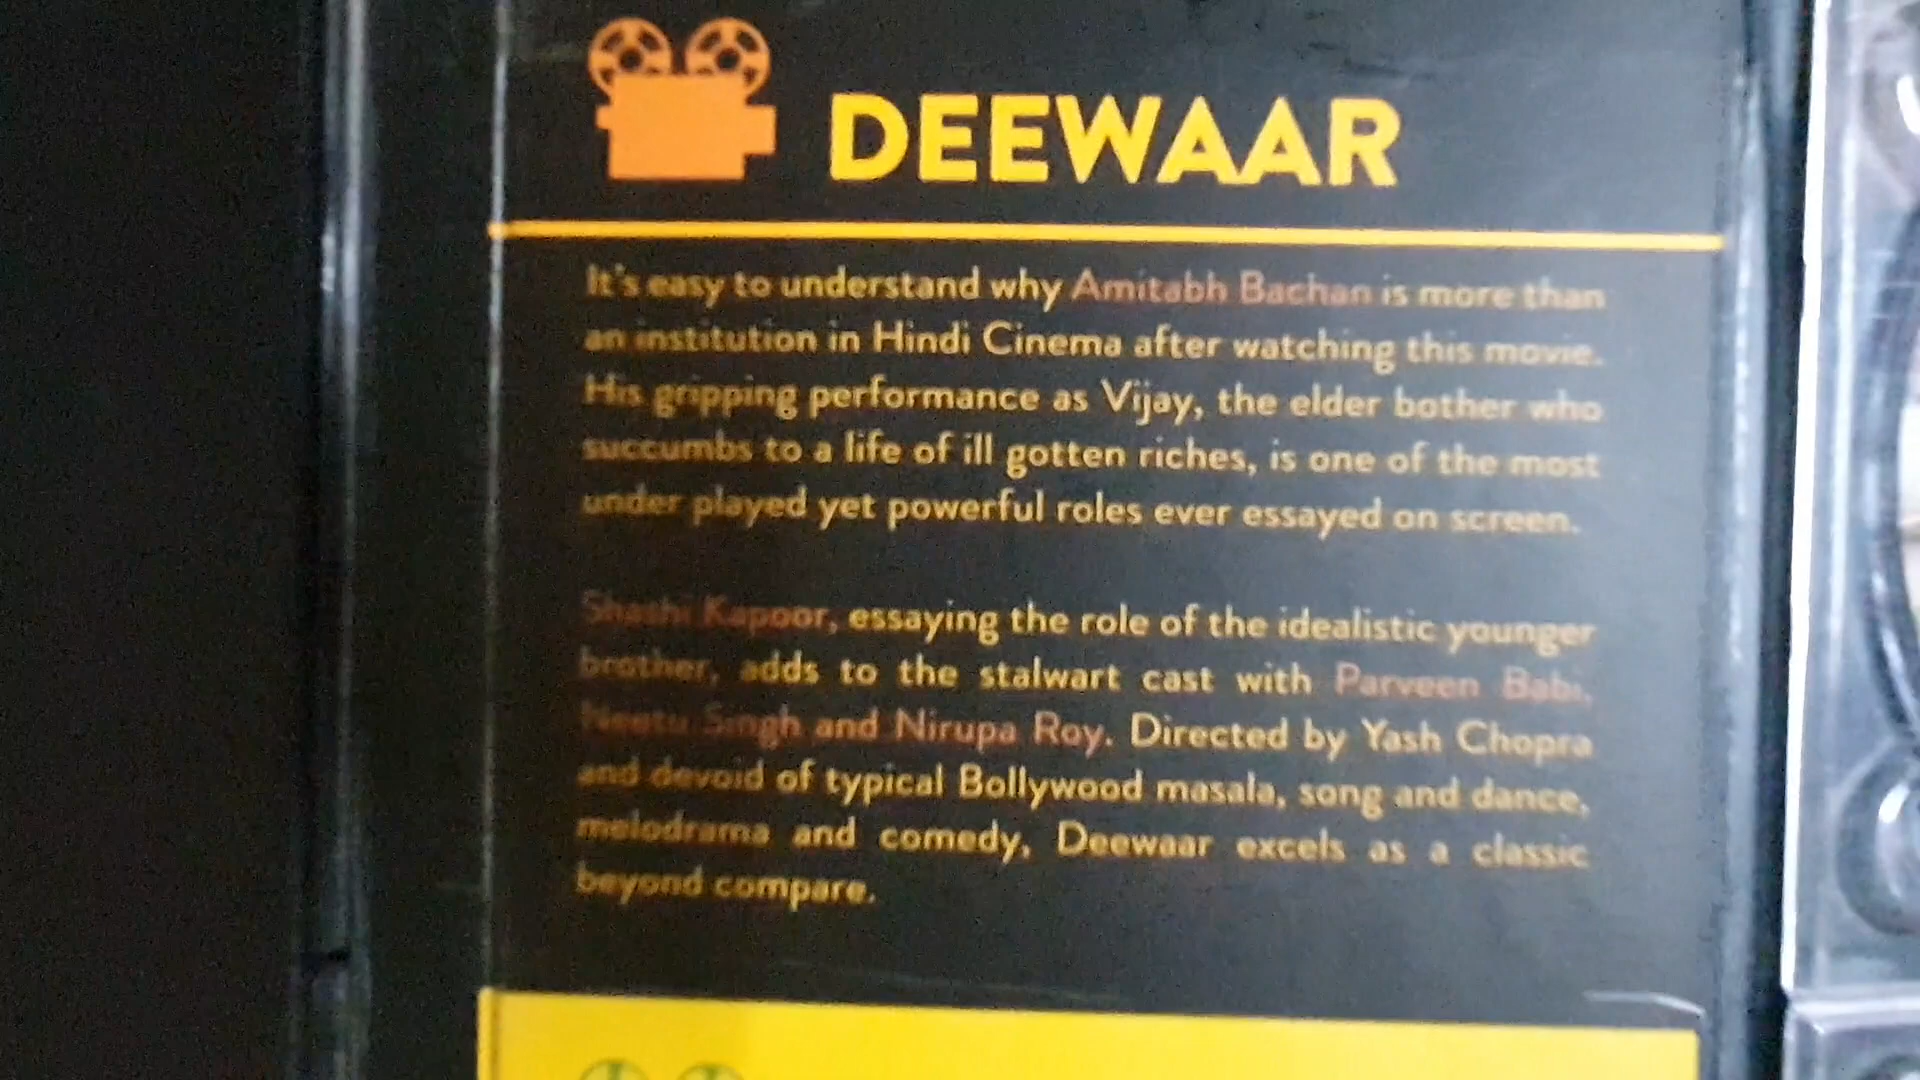 DEEWAAR
It's easy to understand why Amitabh Bachan is more than
an institution in Hindi Cinema after watching this movie.
His gripping performance as Vijay, the elder bother who
succumbs to a life of ill gotten riches, is one of the most
under played yet powerful roles ever essayed on screen.
Shashi Kapoor, essaying the role of the idealistic younger
brother, adds to the stalwart cast with Parveen Babi,
Neetu Singh and Nirupa Roy. Directed by Yash Chopra
and devoid of typical Bollywood masala, song and dance,
melodrama and comedy, Deewaar excels as a classic
beyond compare.